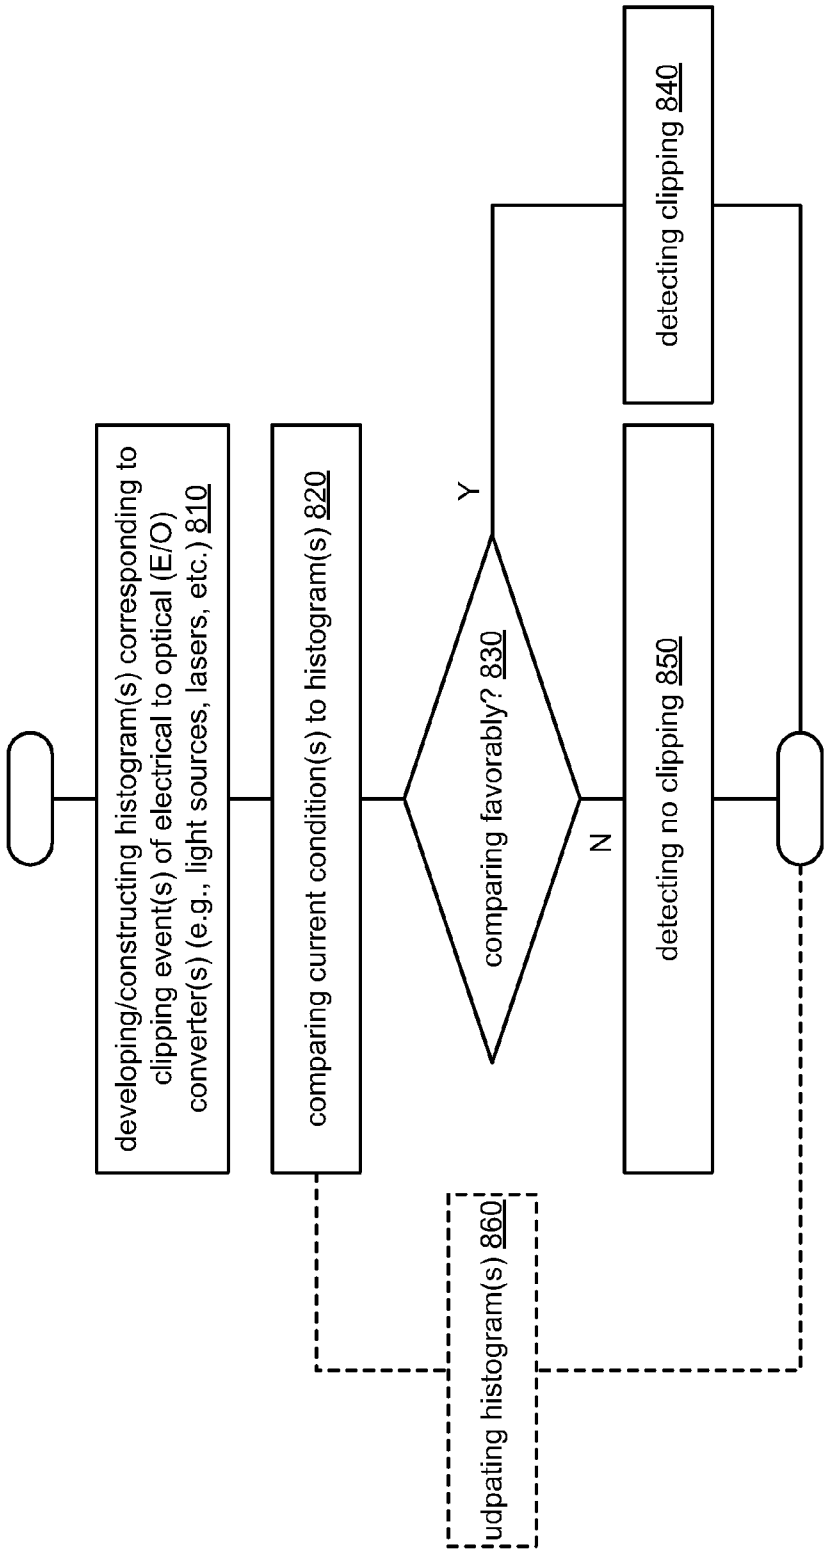 developing/constructing histogram(s) corresponding to
clipping event(s) of electrical to optical (E/O)
converter(s) (e.g., light sources, lasers, etc.) 810
comparing current condition(s) to histogram(s) 820
comparing favorably? 830
Y
N
detecting clipping 840
detecting no clipping 850
udpating histogram(s) 860